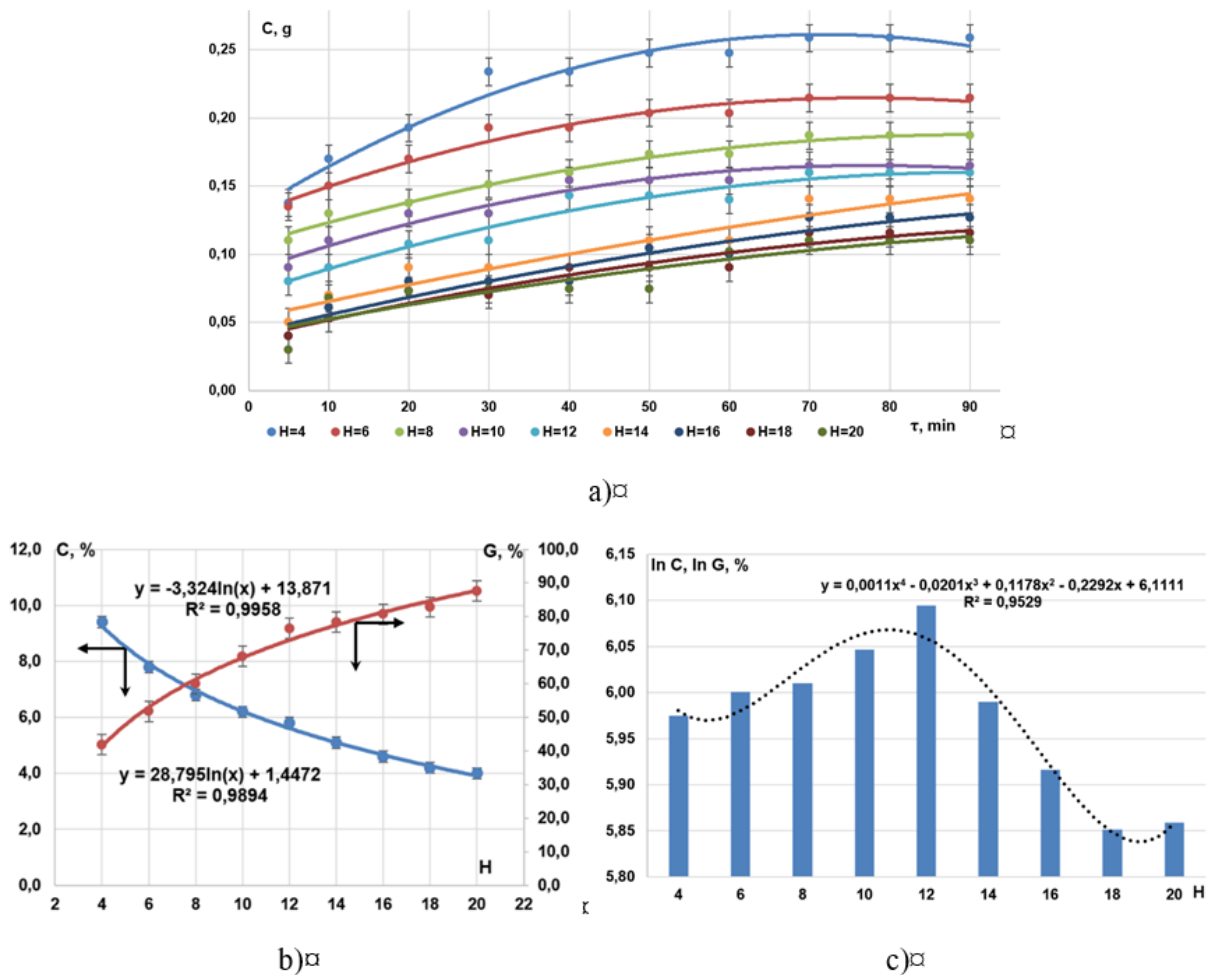 C, g
0,25
0,20
0,15
0,10
0,05
0,00
0 10 20 30 40 50 60 70 80 90
H=4 H=6 H=8 H=10 H=12 H=14 H=16 H=18 H=20 τ, min ¤
a)¤
12,0 C, % G, % 100,0
10,0
8,0
6,0
4,0
2,0
0,0
90,0
80,0
70,0
60,0
50,0
40,0
30,0
20,0
10,0
0,0
y = -3,324ln(x) + 13,871
R² = 0,9958
y = 28,795ln(x) + 1,4472
R² = 0,9894
H
2 4 6 8 10 12 14 16 18 20 22
¤
b)¤
6,15
6,10
6,05
6,00
5,95
5,90
5,85
5,80
ln C, ln G, %
y = 0,0011x⁴ - 0,0201x³ + 0,1178x² - 0,2292x + 6,1111
R² = 0,9529
4 6 8 10 12 14 16 18 20 H
c)¤